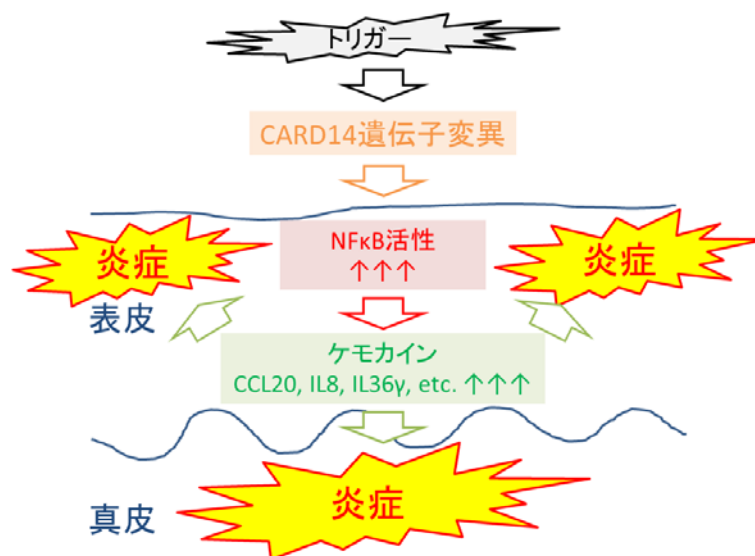 トリガー
CARD14遺伝子変異
炎症
NFκB活性
↑↑↑
炎症
表皮
ケモカイン
CCL20, IL8, IL36γ, etc. ↑↑↑
炎症
真皮